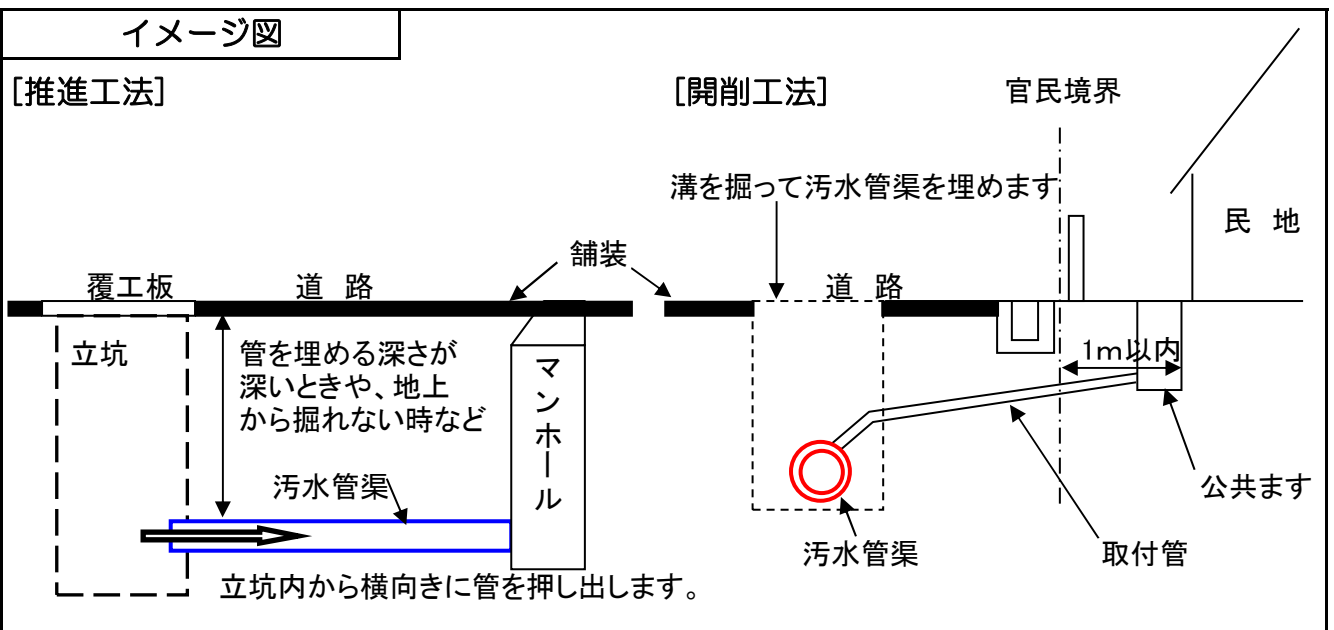 イメージ図
[推進工法]
覆工板
道 路
舗装
立坑
管を埋める深さが
深いときや、地上
から掘れない時など
マンホール
汚水管渠
立坑内から横向きに管を押し出します。
[開削工法]
官民境界
溝を掘って汚水管渠を埋めます
民 地
道 路
1m以内
公共ます
汚水管渠
取付管